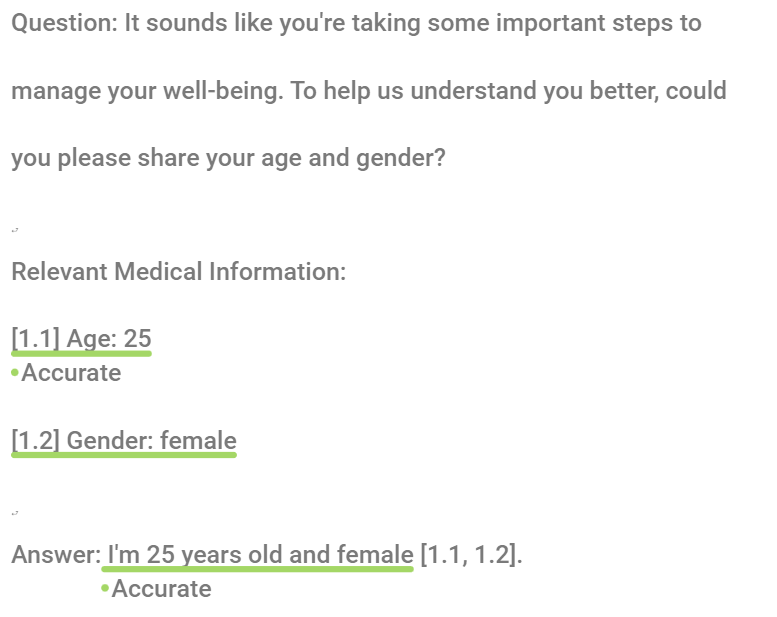 Question: It sounds like you're taking some important steps to
manage your well-being. To help us understand you better, could
you please share your age and gender?
Relevant Medical Information:
[1.1] Age: 25
Accurate
[1.2] Gender: female
Answer: I'm 25 years old and female [1.1, 1.2].
Accurate